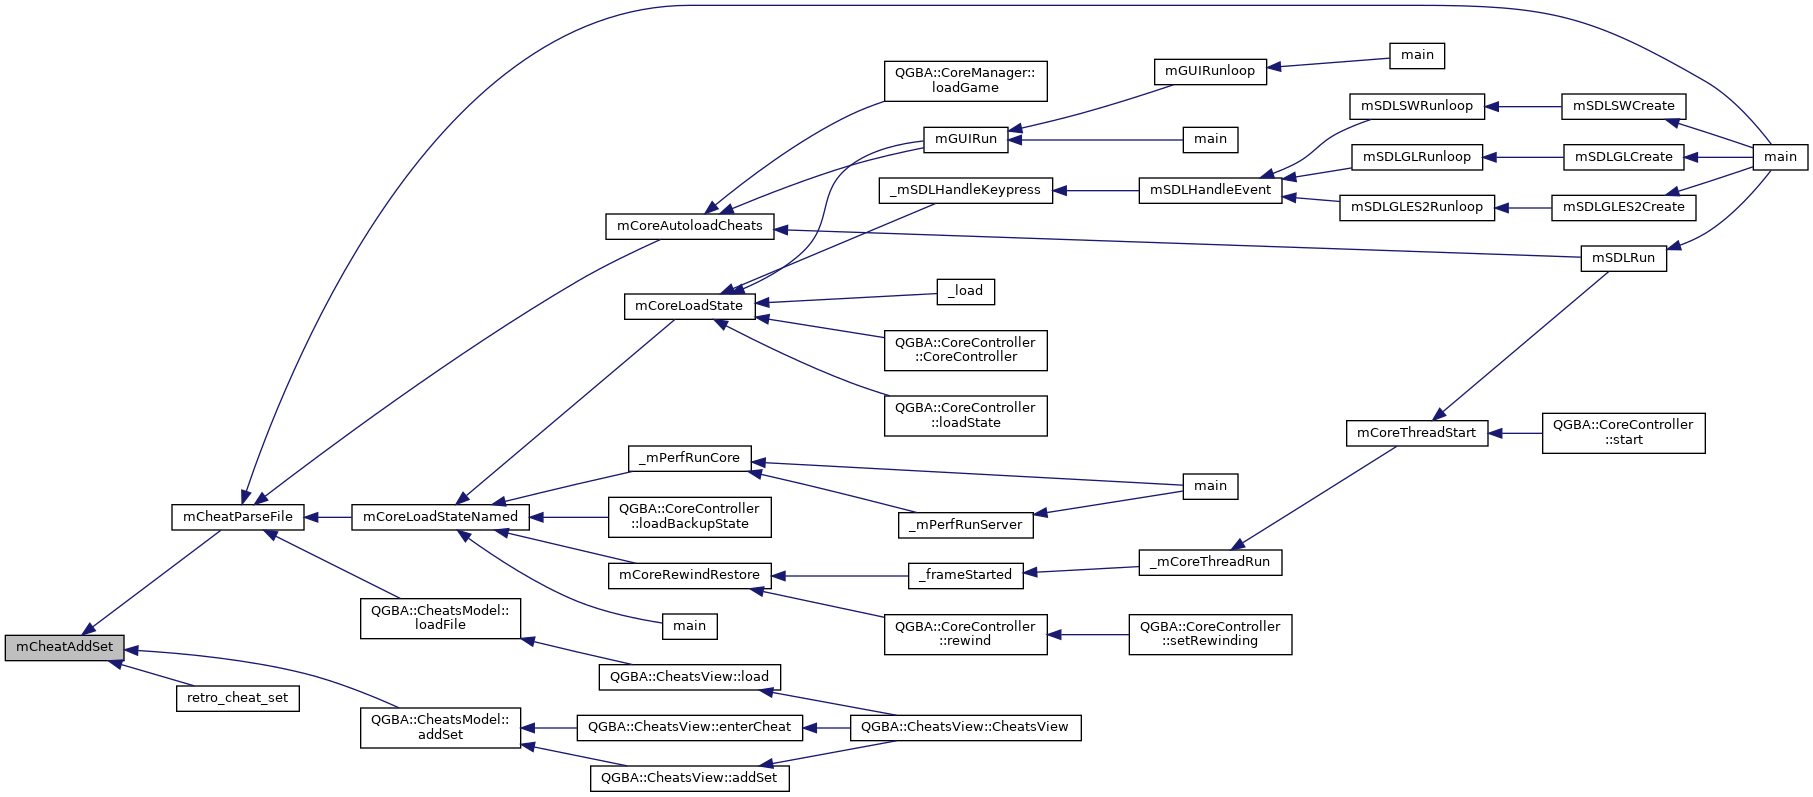 main
QGBA::CoreManager::
loadGame
mGUIRunloop
mSDLSWRunloop
mSDLSWCreate
mGUIRun
main
mSDLGLRunloop
mSDLGLCreate
main
_mSDLHandleKeypress
mSDLHandleEvent
mSDLGLES2Runloop
mSDLGLES2Create
mCoreAutoloadCheats
mSDLRun
_load
mCoreLoadState
QGBA::CoreController
::CoreController
QGBA::CoreController
::loadState
mCoreThreadStart
QGBA::CoreController
::start
_mPerfRunCore
main
mCheatParseFile
mCoreLoadStateNamed
QGBA::CoreController
::loadBackupState
_mPerfRunServer
_mCoreThreadRun
mCoreRewindRestore
_frameStarted
QGBA::CheatsModel::
loadFile
main
QGBA::CoreController
::rewind
QGBA::CoreController
::setRewinding
mCheatAddSet
QGBA::CheatsView::load
retro_cheat_set
QGBA::CheatsModel::
addSet
QGBA::CheatsView::enterCheat
QGBA::CheatsView::CheatsView
QGBA::CheatsView::addSet